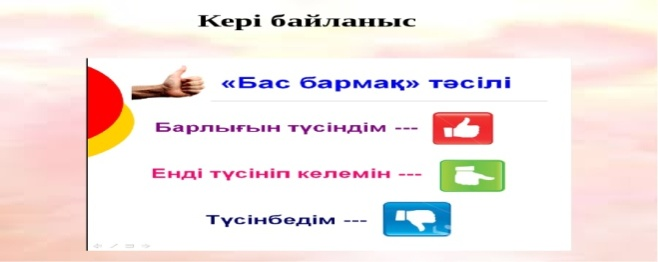 Кері байланыс
«Бас бармақ» тәсілі
Барлығын түсіндім ---
Енді түсініп келемін ---
Түсінбедім ---